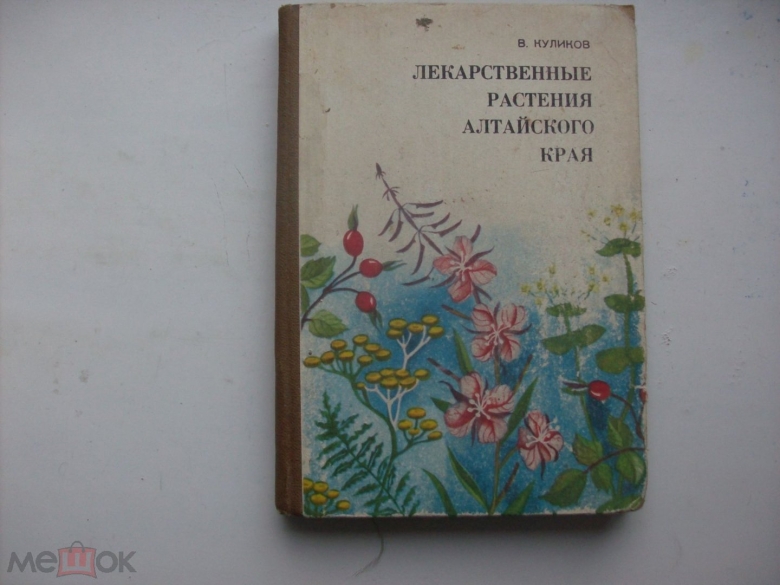 В. КУЛИКОВ
ЛЕКАРСТВЕННЫЕ
РАСТЕНИЯ
АЛТАЙСКОГО
КРАЯ
мешок